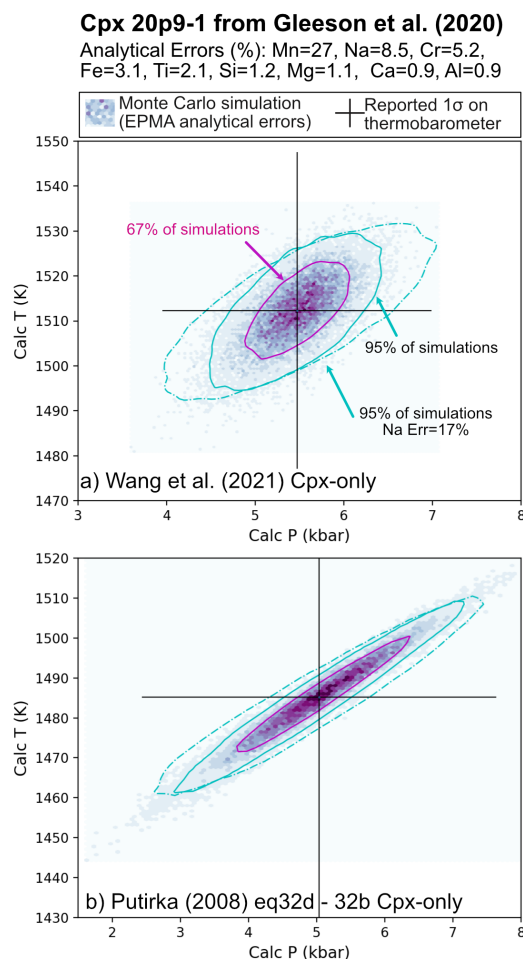 Cpx 20p9-1 from Gleeson et al. (2020)
Analytical Errors (%): Mn=27, Na=8.5, Cr=5.2,
Fe=3.1, Ti=2.1, Si=1.2, Mg=1.1, Ca=0.9, Al=0.9
Monte Carlo simulation
(EPMA analytical errors)
Reported 1σ on
thermobarometer
1550
1540
1530
1520
1510
1500
1490
1480
1470
Calc T (K)
67% of simulations
95% of simulations
95% of simulations
Na Err=17%
a) Wang et al. (2021) Cpx-only
3 4 5 6 7 8
Calc P (kbar)
1520
1510
1500
1490
1480
1470
1460
1450
1440
1430
Calc T (K)
b) Putirka (2008) eq32d - 32b Cpx-only
2 3 4 5 6 7 8
Calc P (kbar)